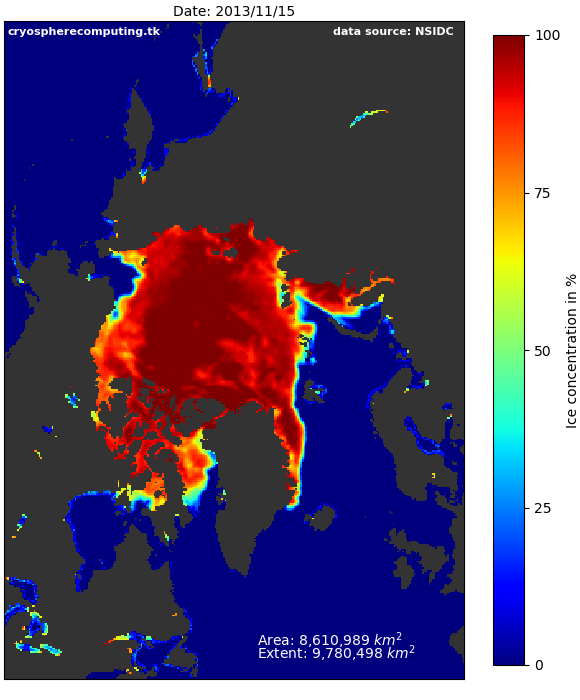 Date: 2013/11/15
cryospherecomputing.tk
data source: NSIDC
100
75
50
25
0
Ice concentration in %
Area: 8,610,989 km²
Extent: 9,780,498 km²